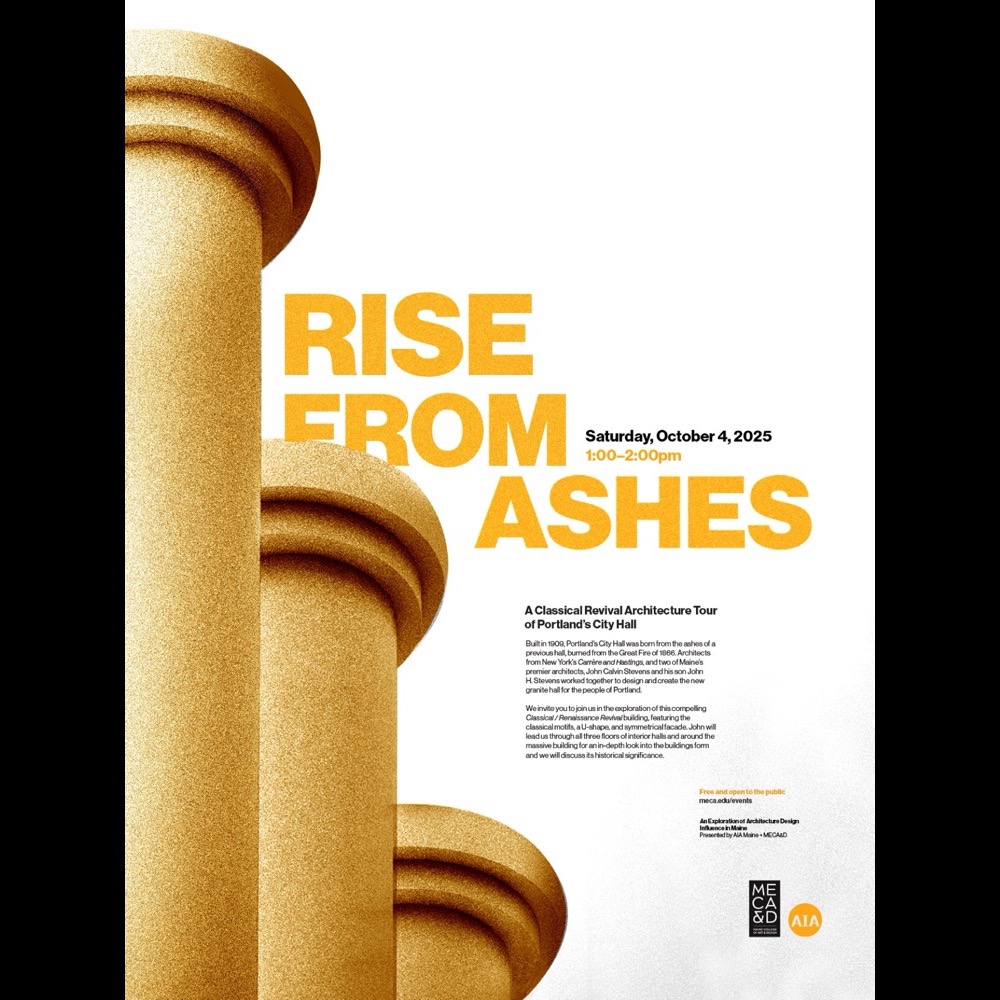 RISE
FROM
Saturday, October 4, 2025
1:00–2:00pm
ASHES
A Classical Revival Architecture Tour
of Portland's City Hall
Built in 1909, Portland's City Hall was born from the ashes of a
previous hall, burned from the Great Fire of 1866. Architects
from New York's Carrère and Hastings, and two of Maine's
premier architects, John Calvin Stevens and his son John
H. Stevens worked together to design and create the new
granite hall for the people of Portland.
We invite you to join us in the exploration of this compelling
Classical / Renaissance Revival building, featuring the
classical motifs, a U-shape, and symmetrical facade. John will
lead us through all three floors of interior halls and around the
massive building for an in-depth look into the buildings form
and we will discuss its historical significance.
Free and open to the public
meca.edu/events
An Exploration of Architecture Design
Influence in Maine
Presented by AIA Maine + MECA&D
ME
CA
&D
MAINE COLLEGE
OF ART & DESIGN
AIA